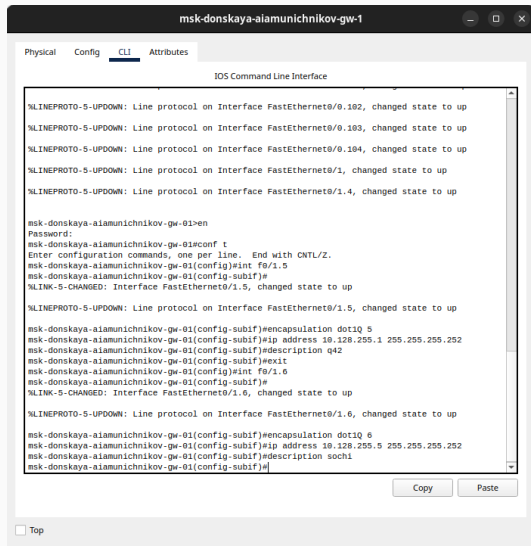 msk-donskaya-aiamunichnikov-gw-1
Physical Config CLI Attributes
IOS Command Line Interface
%LINEPROTO-5-UPDOWN: Line protocol on Interface FastEthernet0/0.102, changed state to up
%LINEPROTO-5-UPDOWN: Line protocol on Interface FastEthernet0/0.103, changed state to up
%LINEPROTO-5-UPDOWN: Line protocol on Interface FastEthernet0/0.104, changed state to up
%LINEPROTO-5-UPDOWN: Line protocol on Interface FastEthernet0/1, changed state to up
%LINEPROTO-5-UPDOWN: Line protocol on Interface FastEthernet0/1.4, changed state to up
msk-donskaya-aiamunichnikov-gw-01>en
Password:
msk-donskaya-aiamunichnikov-gw-01#conf t
Enter configuration commands, one per line.  End with CNTL/Z.
msk-donskaya-aiamunichnikov-gw-01(config)#int f0/1.5
msk-donskaya-aiamunichnikov-gw-01(config-subif)#
%LINK-5-CHANGED: Interface FastEthernet0/1.5, changed state to up
%LINEPROTO-5-UPDOWN: Line protocol on Interface FastEthernet0/1.5, changed state to up
msk-donskaya-aiamunichnikov-gw-01(config-subif)#encapsulation dot1Q 5
msk-donskaya-aiamunichnikov-gw-01(config-subif)#ip address 10.128.255.1 255.255.255.252
msk-donskaya-aiamunichnikov-gw-01(config-subif)#description q42
msk-donskaya-aiamunichnikov-gw-01(config-subif)#exit
msk-donskaya-aiamunichnikov-gw-01(config)#int f0/1.6
msk-donskaya-aiamunichnikov-gw-01(config-subif)#
%LINK-5-CHANGED: Interface FastEthernet0/1.6, changed state to up
%LINEPROTO-5-UPDOWN: Line protocol on Interface FastEthernet0/1.6, changed state to up
msk-donskaya-aiamunichnikov-gw-01(config-subif)#encapsulation dot1Q 6
msk-donskaya-aiamunichnikov-gw-01(config-subif)#ip address 10.128.255.5 255.255.255.252
msk-donskaya-aiamunichnikov-gw-01(config-subif)#description sochi
msk-donskaya-aiamunichnikov-gw-01(config-subif)#
Copy Paste
Top